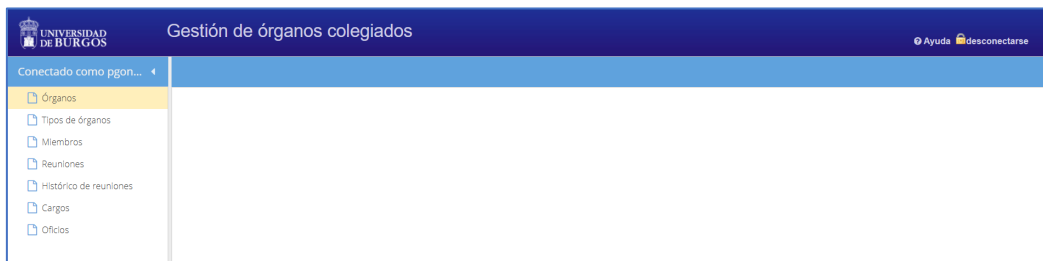 UNIVERSIDAD
DE BURGOS
Gestión de órganos colegiados
Ayuda desconectarse
Conectado como pgon...
Órganos
Tipos de órganos
Miembros
Reuniones
Histórico de reuniones
Cargos
Oficios